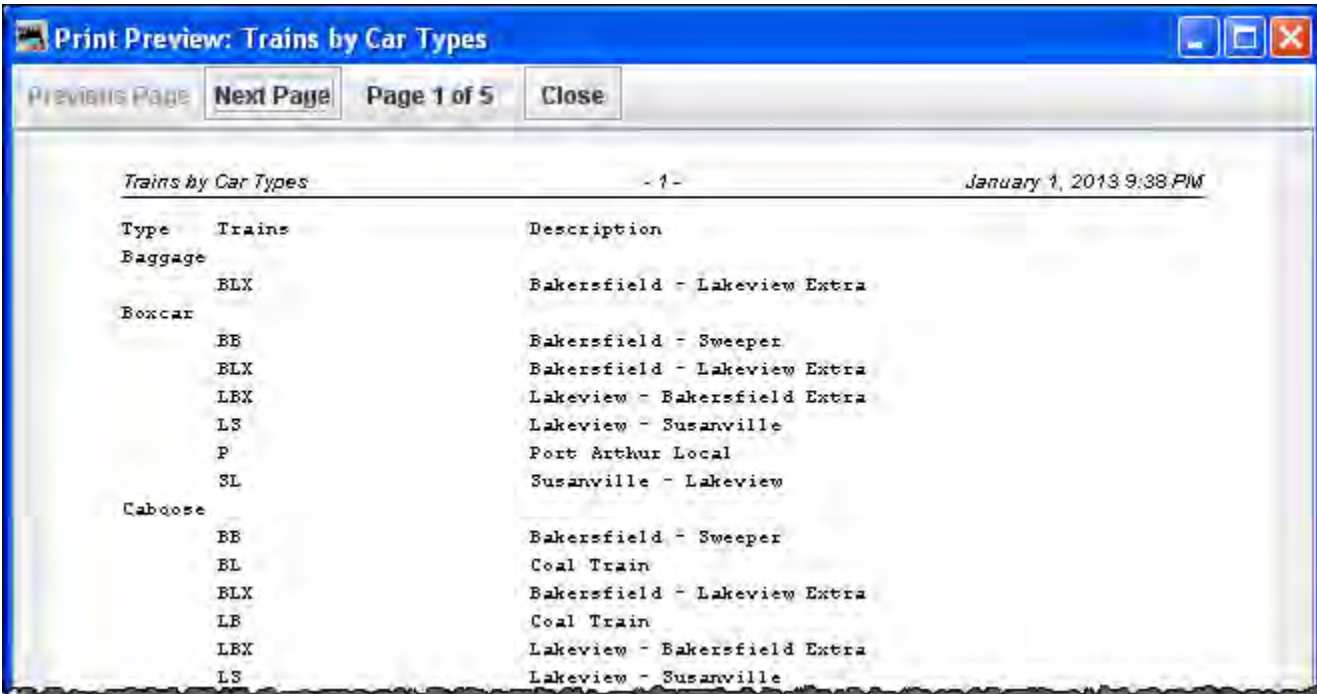 Print Preview: Trains by Car Types
Previous Page Next Page Page 1 of 5 Close
Trains by Car Types - 1 - January 1, 2013 9:38 PM
Type Trains Description
Baggage
BLX Bakersfield - Lakeview Extra
Boxcar
BB Bakersfield - Sweeper
BLX Bakersfield - Lakeview Extra
LBX Lakeview - Bakersfield Extra
LS Lakeview - Susanville
P Port Arthur Local
SL Susanville - Lakeview
Caboose
BB Bakersfield - Sweeper
BL Coal Train
BLX Bakersfield - Lakeview Extra
LB Coal Train
LBX Lakeview - Bakersfield Extra
LS Lakeview - Susanville